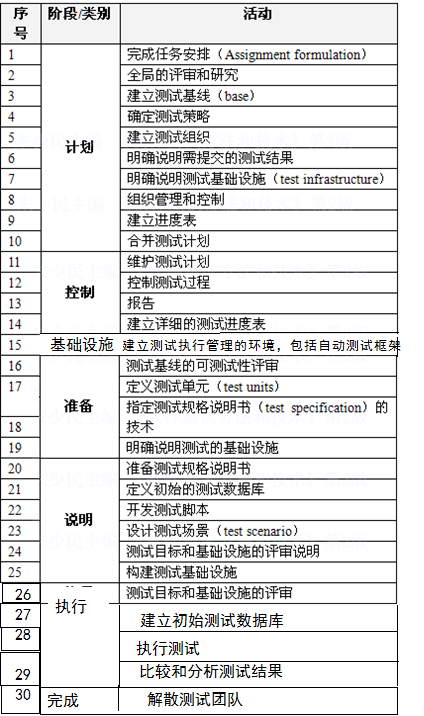 序号 阶段/类别 活动
1 完成任务安排（Assignment formulation）
2 全局的评审和研究
3 建立测试基线（base）
4 确定测试策略
5 建立测试组织
6 明确说明需提交的测试结果
计划
7 明确说明测试基础设施（test infrastructure）
8 组织管理和控制
9 建立进度表
10 合并测试计划
11 维护测试计划
12 控制测试过程
控制
13 报告
14 建立详细的测试进度表
15 基础设施 建立测试执行管理的环境，包括自动测试框架
16 测试基线的可测试性评审
17 定义测试单元（test units）
准备
指定测试规格说明书（test specification）的
18 技术
19 明确说明测试的基础设施
20 准备测试规格说明书
21 定义初始的测试数据库
22 开发测试脚本
说明
23 设计测试场景（test scenario）
24 测试目标和基础设施的评审说明
25 构建测试基础设施
26 测试目标和基础设施的评审
执行
27 建立初始测试数据库
28 执行测试
29 比较和分析测试结果
30 完成 解散测试团队